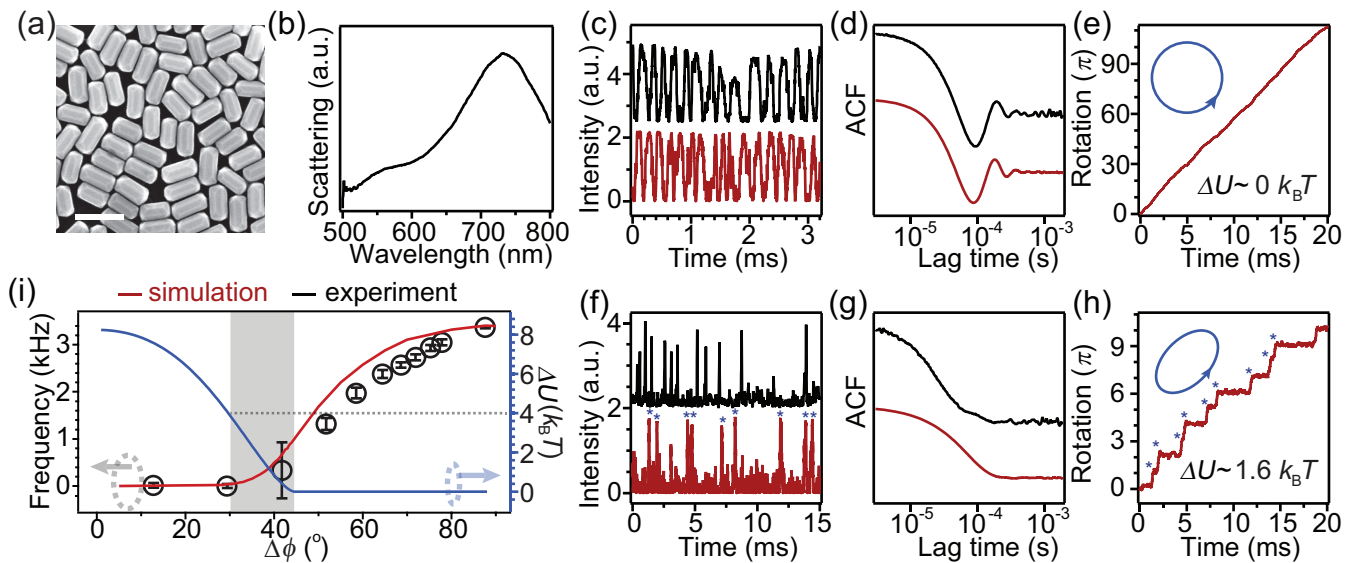 (a)
(b)
Scattering (a.u.)
500 600 700 800
Wavelength (nm)
(c)
Intensity (a.u.)
4
2
0
0 1 2 3
Time (ms)
(d)
ACF
10⁻⁵ 10⁻⁴ 10⁻³
Lag time (s)
(e)
Rotation (π)
90
60
30
0
ΔU~ 0 k_BT
0 5 10 15 20
Time (ms)
(i)
simulation experiment
Frequency (kHz)
3
2
1
0
8
6
4
2
0
ΔU(k_BT)
0 20 40 60 80
Δϕ (°)
(f)
Intensity (a.u.)
4
2
0
* * ** * * * **
0 5 10 15
Time (ms)
(g)
ACF
10⁻⁵ 10⁻⁴ 10⁻³
Lag time (s)
(h)
Rotation (π)
9
6
3
0
* * * * * * * * *
ΔU~ 1.6 k_BT
0 5 10 15 20
Time (ms)